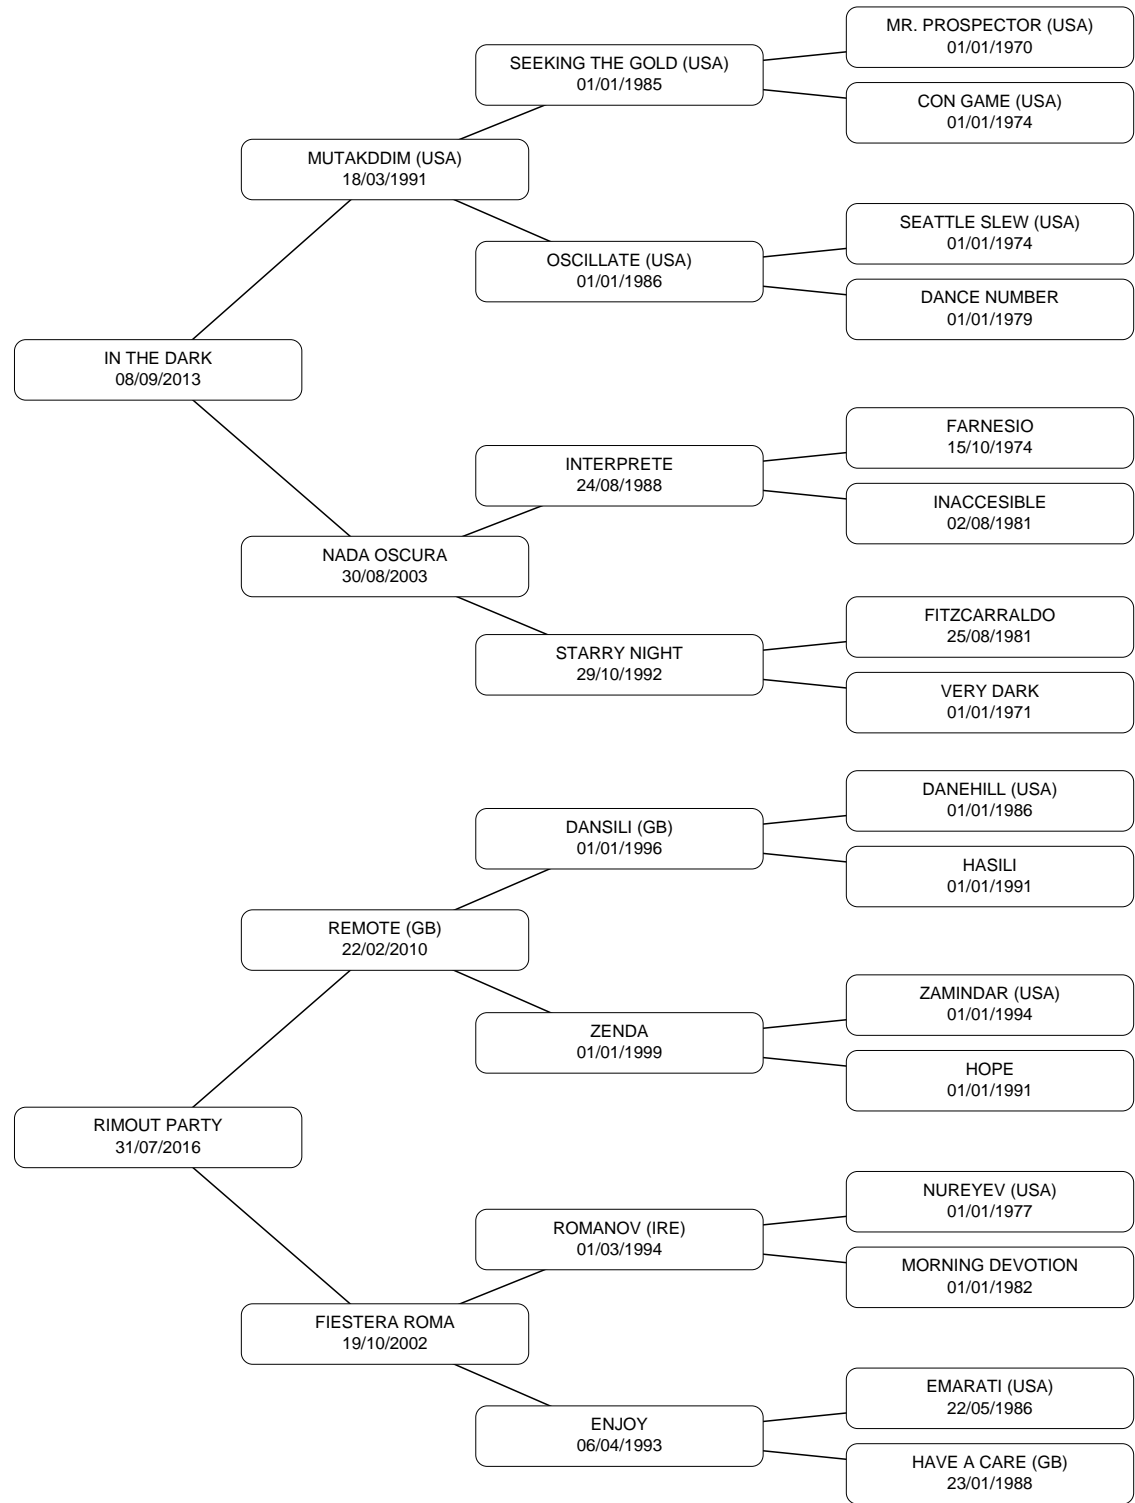 MR. PROSPECTOR (USA)
01/01/1970
SEEKING THE GOLD (USA)
01/01/1985
CON GAME (USA)
01/01/1974
MUTAKDDIM (USA)
18/03/1991
SEATTLE SLEW (USA)
01/01/1974
OSCILLATE (USA)
01/01/1986
DANCE NUMBER
01/01/1979
IN THE DARK
08/09/2013
FARNESIO
15/10/1974
INTERPRETE
24/08/1988
INACCESIBLE
02/08/1981
NADA OSCURA
30/08/2003
FITZCARRALDO
25/08/1981
STARRY NIGHT
29/10/1992
VERY DARK
01/01/1971
DANEHILL (USA)
01/01/1986
DANSILI (GB)
01/01/1996
HASILI
01/01/1991
REMOTE (GB)
22/02/2010
ZAMINDAR (USA)
01/01/1994
ZENDA
01/01/1999
HOPE
01/01/1991
RIMOUT PARTY
31/07/2016
NUREYEV (USA)
01/01/1977
ROMANOV (IRE)
01/03/1994
MORNING DEVOTION
01/01/1982
FIESTERA ROMA
19/10/2002
EMARATI (USA)
22/05/1986
ENJOY
06/04/1993
HAVE A CARE (GB)
23/01/1988